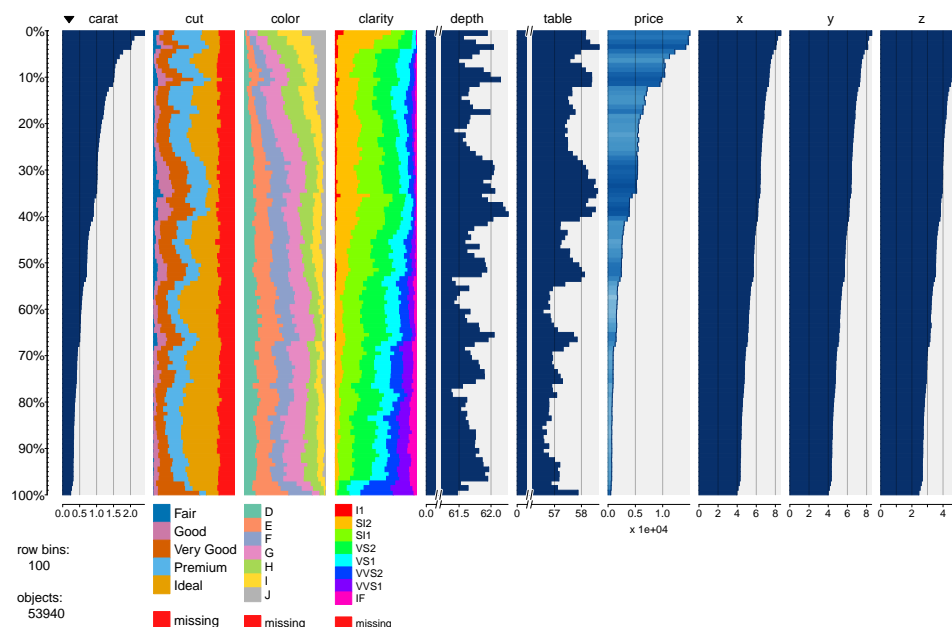 carat cut color clarity depth table price x y z
0%
10%
20%
30%
40%
50%
60%
70%
80%
90%
100%
0.0 0.5 1.0 1.5 2.0 0.0 61.5 62.0 0.0 57 58 0.0 0.5 1.0 0 2 4 6 8 0 2 4 6 8 0 2 4
x 1e+04
Fair D I1
Good E SI2
Very Good F SI1
Premium G VS2
Ideal H VS1
I VVS2
J VVS1
IF
missing missing missing
row bins:
100
objects:
53940